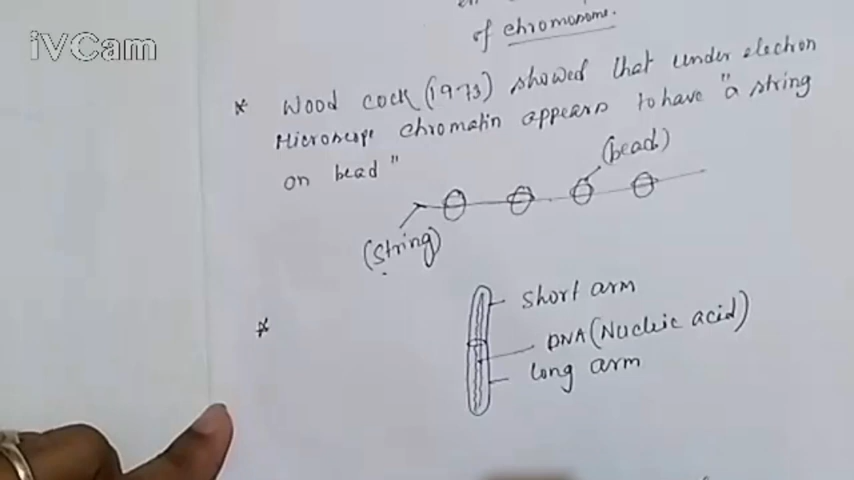 iVCam
of chromosome.
* Wood cock (1973) showed that under electron
Microscope chromatin appears to have "a string
on bead"
(bead)
(String)
short arm
*
DNA (Nucleic acid)
long arm